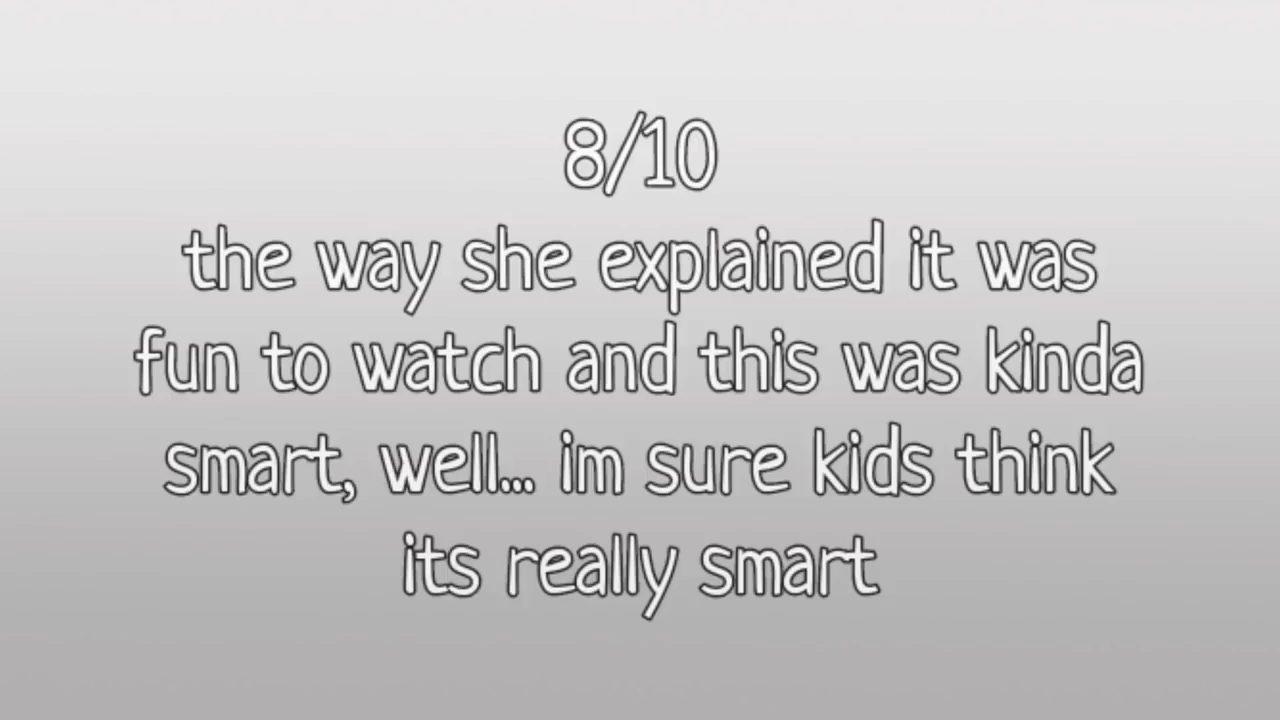 8/10
the way she explained it was
fun to watch and this was kinda
smart, well... im sure kids think
its really smart